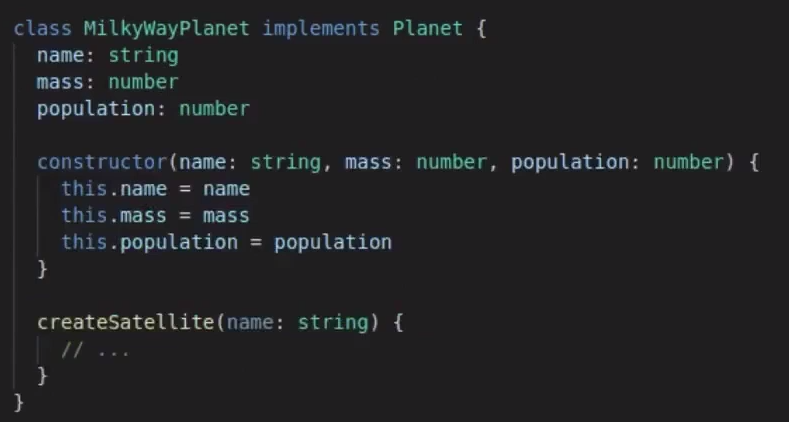 class MilkyWayPlanet implements Planet {
  name: string
  mass: number
  population: number

  constructor(name: string, mass: number, population: number) {
    this.name = name
    this.mass = mass
    this.population = population
  }

  createSatellite(name: string) {
    // ...
  }
}